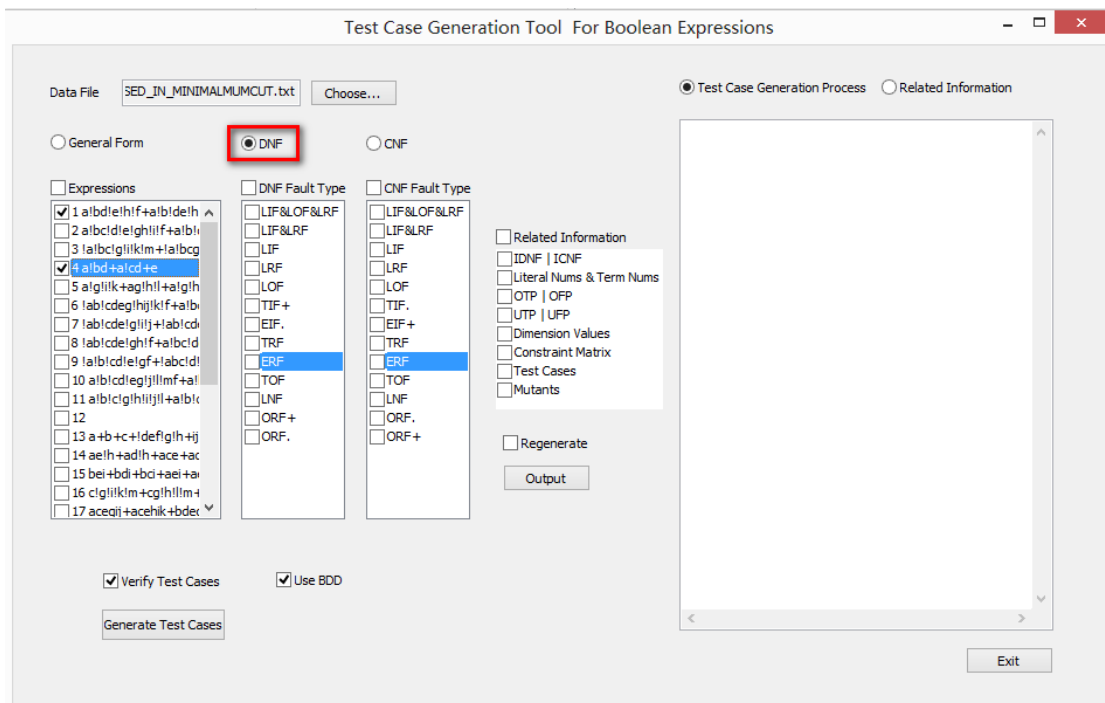 Test Case Generation Tool For Boolean Expressions
Data File
SED_IN_MINIMALMUMCUT.txt
Choose...
Test Case Generation Process
Related Information
General Form
DNF
CNF
Expressions
1 a!bd!e!h!f+a!b!de!h
2 a!bc!d!e!gh!i!f+a!b!
3 !a!bc!g!i!k!m+!a!bcg
4 a!bd+a!cd+e
5 a!g!i!k+ag!h!l+a!g!h
6 !ab!cdeg!hij!k!f+a!b
7 !ab!cde!g!i!j+!ab!cd
8 !ab!cde!gh!f+a!bc!d
9 !a!b!cd!e!gf+!abc!d!
10 a!b!cd!eg!j!l!mf+a!
11 a!b!c!g!h!i!j!l+a!b!
12
13 a+b+c+!def!g!h+ij
14 ae!h+ad!h+ace+ac
15 bei+bdi+bci+aei+a
16 c!g!i!k!m+cg!h!l!m+
17 acegij+acehik+bde
DNF Fault Type
LIF&LOF&LRF
LIF&LRF
LIF
LRF
LOF
TIF+
EIF.
TRF
ERF
TOF
LNF
ORF+
ORF.
CNF Fault Type
LIF&LOF&LRF
LIF&LRF
LIF
LRF
LOF
TIF.
EIF+
TRF
ERF
TOF
LNF
ORF.
ORF+
Related Information
IDNF | ICNF
Literal Nums & Term Nums
OTP | OFP
UTP | UFP
Dimension Values
Constraint Matrix
Test Cases
Mutants
Regenerate
Output
Verify Test Cases
Use BDD
Generate Test Cases
Exit